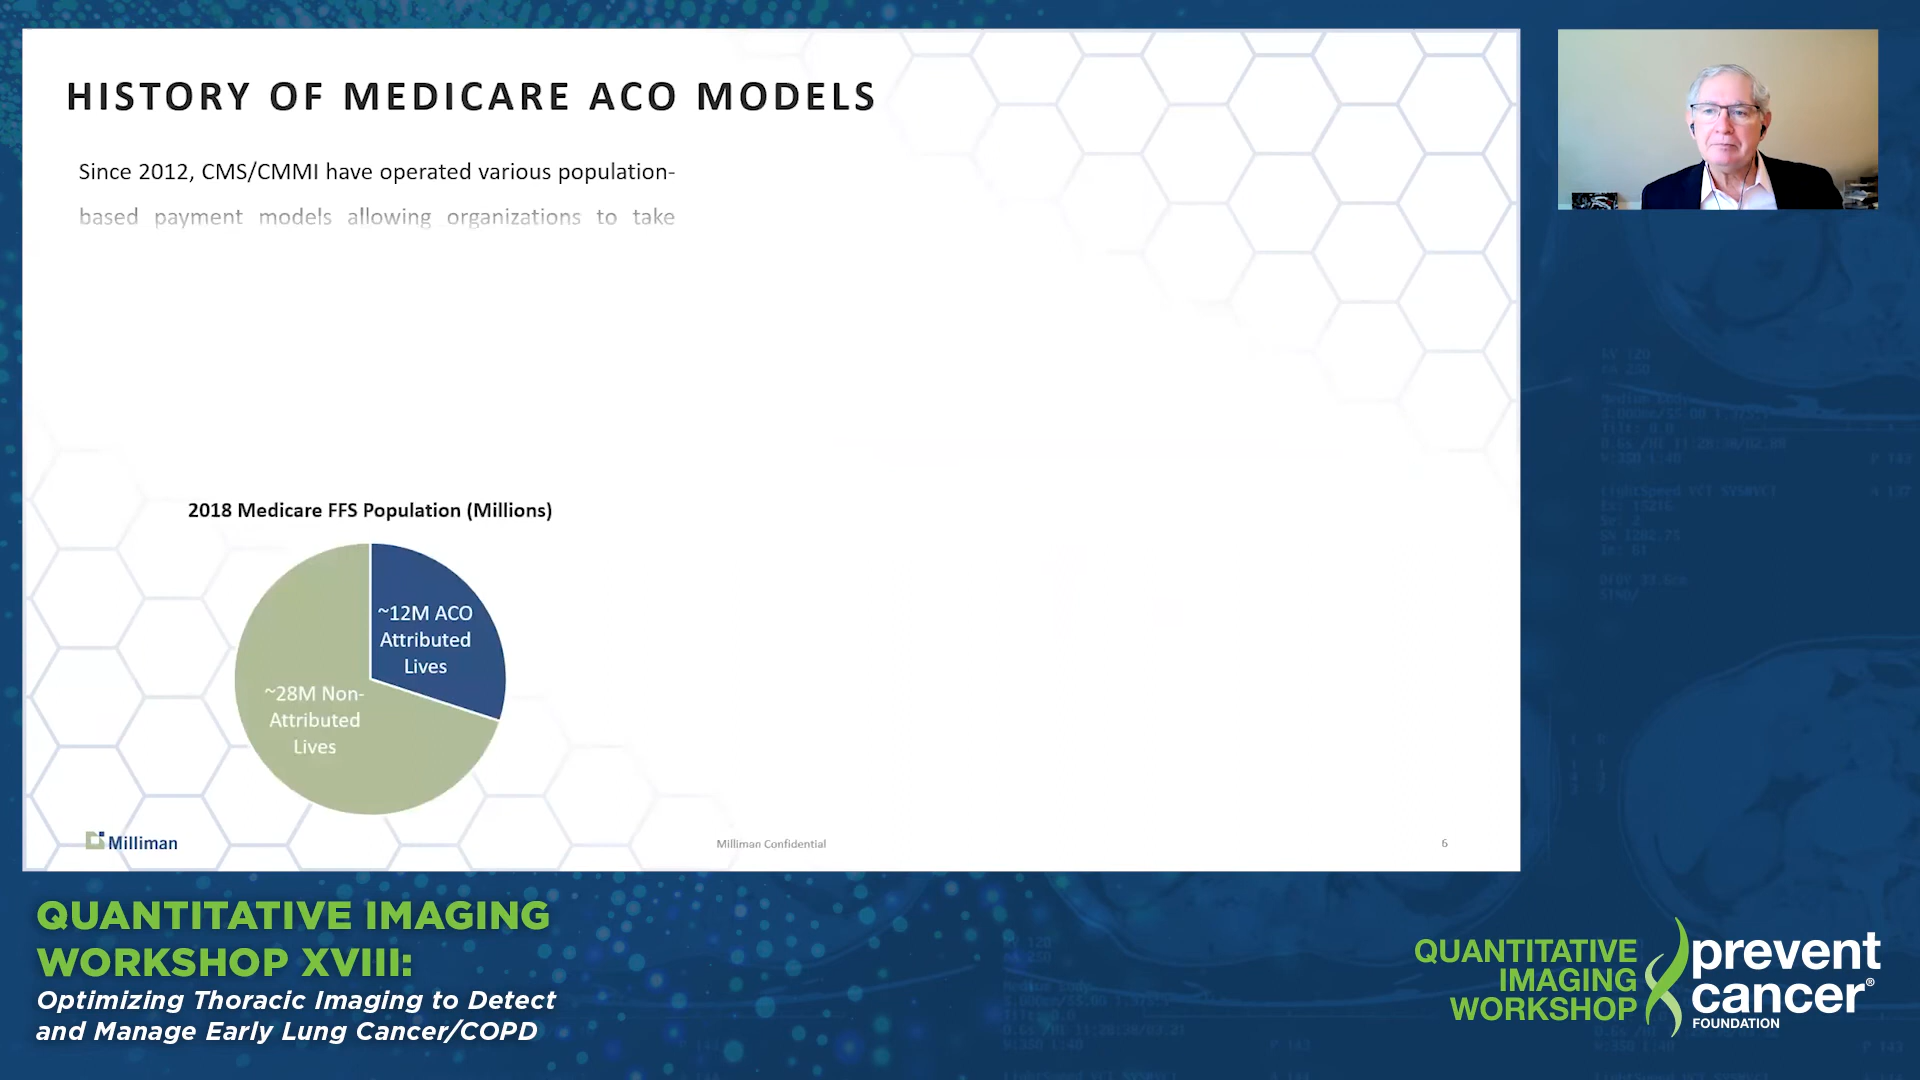 HISTORY OF MEDICARE ACO MODELS
Since 2012, CMS/CMMI have operated various population-
based payment models allowing organizations to take
2018 Medicare FFS Population (Millions)
~12M ACO
Attributed
Lives
~28M Non-
Attributed
Lives
Milliman
Milliman Confidential
6
QUANTITATIVE IMAGING
WORKSHOP XVIII:
Optimizing Thoracic Imaging to Detect
and Manage Early Lung Cancer/COPD
QUANTITATIVE
IMAGING
WORKSHOP
prevent
cancer®
FOUNDATION